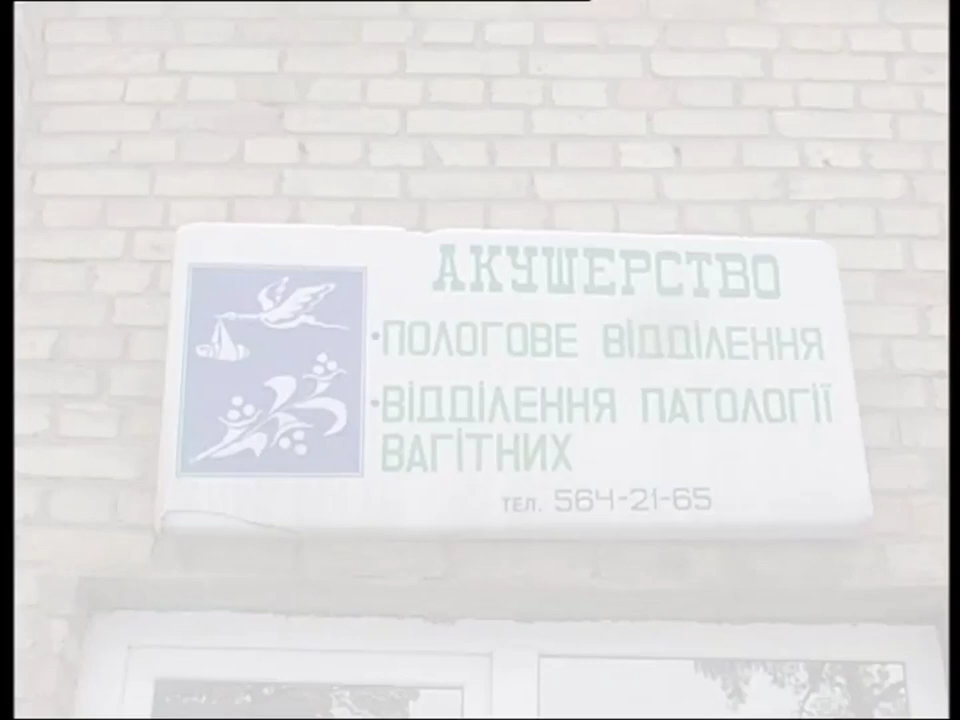 АКУШЕРСТВО
•ПОЛОГОВЕ ВІДДІЛЕННЯ
•ВІДДІЛЕННЯ ПАТОЛОГІЇ
ВАГІТНИХ
ТЕЛ. 564-21-65